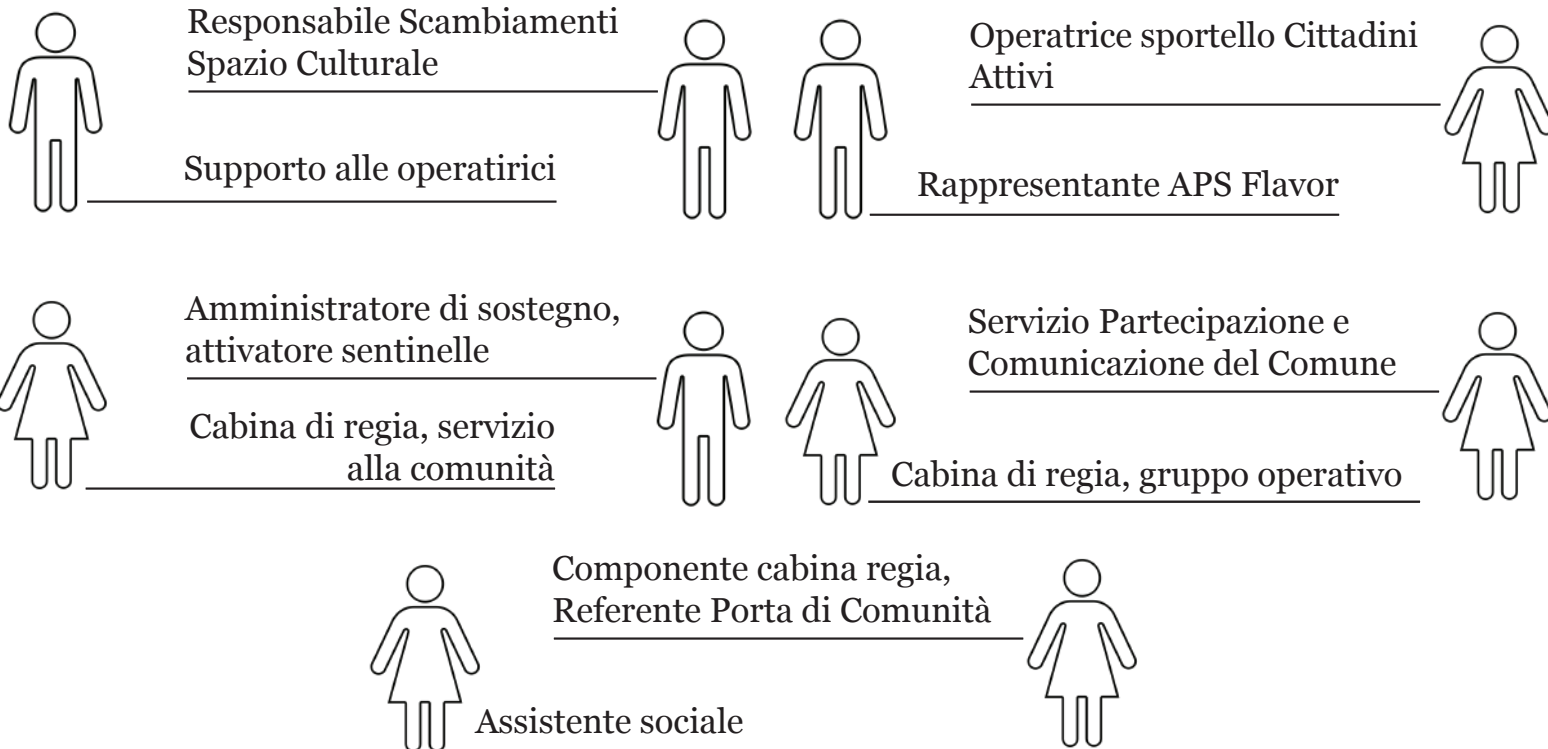 Responsabile Scambiamenti
Spazio Culturale
Supporto alle operatirici
Operatrice sportello Cittadini
Attivi
Rappresentante APS Flavor
Amministratore di sostegno,
attivatore sentinelle
Cabina di regia, servizio
alla comunità
Servizio Partecipazione e
Comunicazione del Comune
Cabina di regia, gruppo operativo
Componente cabina regia,
Referente Porta di Comunità
Assistente sociale